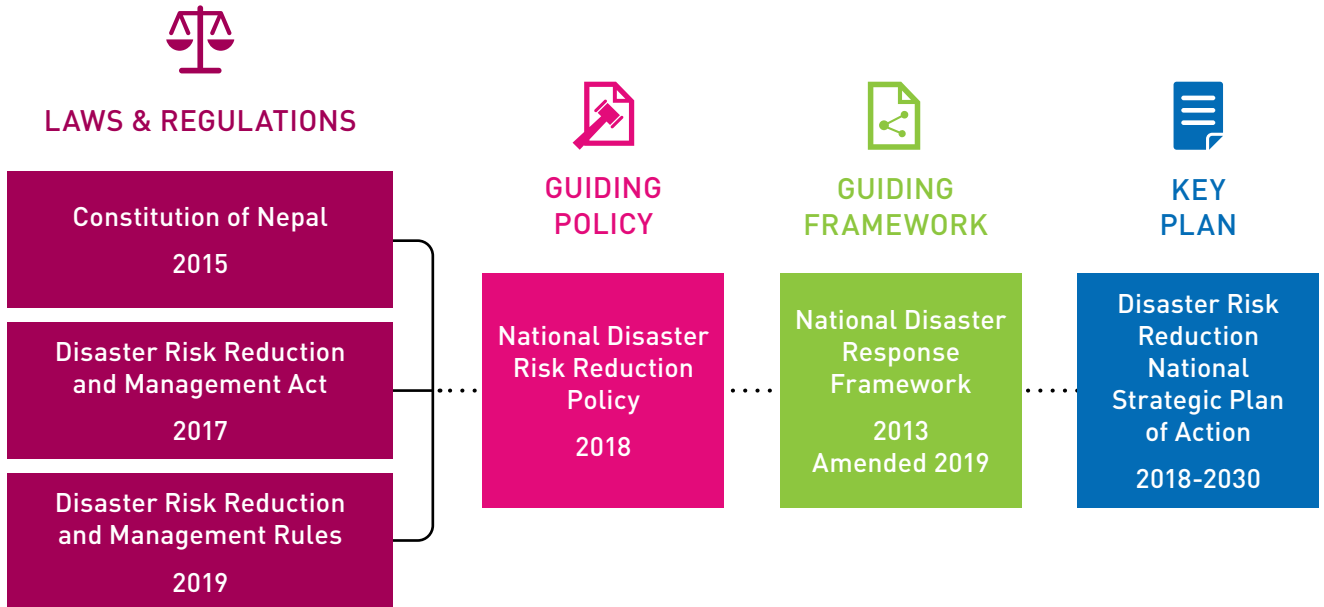 LAWS & REGULATIONS
Constitution of Nepal
2015
Disaster Risk Reduction
and Management Act
2017
Disaster Risk Reduction
and Management Rules
2019
GUIDING
POLICY
National Disaster
Risk Reduction
Policy
2018
GUIDING
FRAMEWORK
National Disaster
Response
Framework
2013
Amended 2019
KEY
PLAN
Disaster Risk
Reduction
National
Strategic Plan
of Action
2018-2030